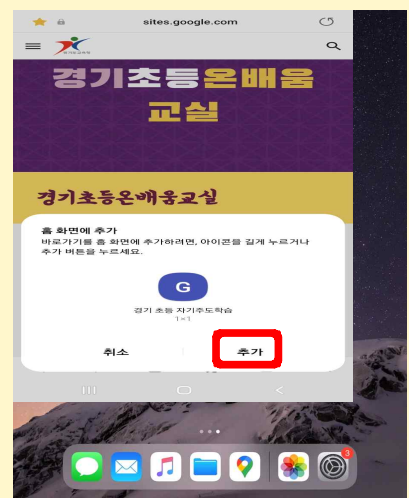 sites.google.com
경기초등온배움
교실
경기초등온배움교실
홈 화면에 추가
바로가기를 홈 화면에 추가하려면, 아이콘을 길게 누르거나
추가 버튼을 누르세요.
G
경기 초등 자기주도학습
1×1
취소
추가
3